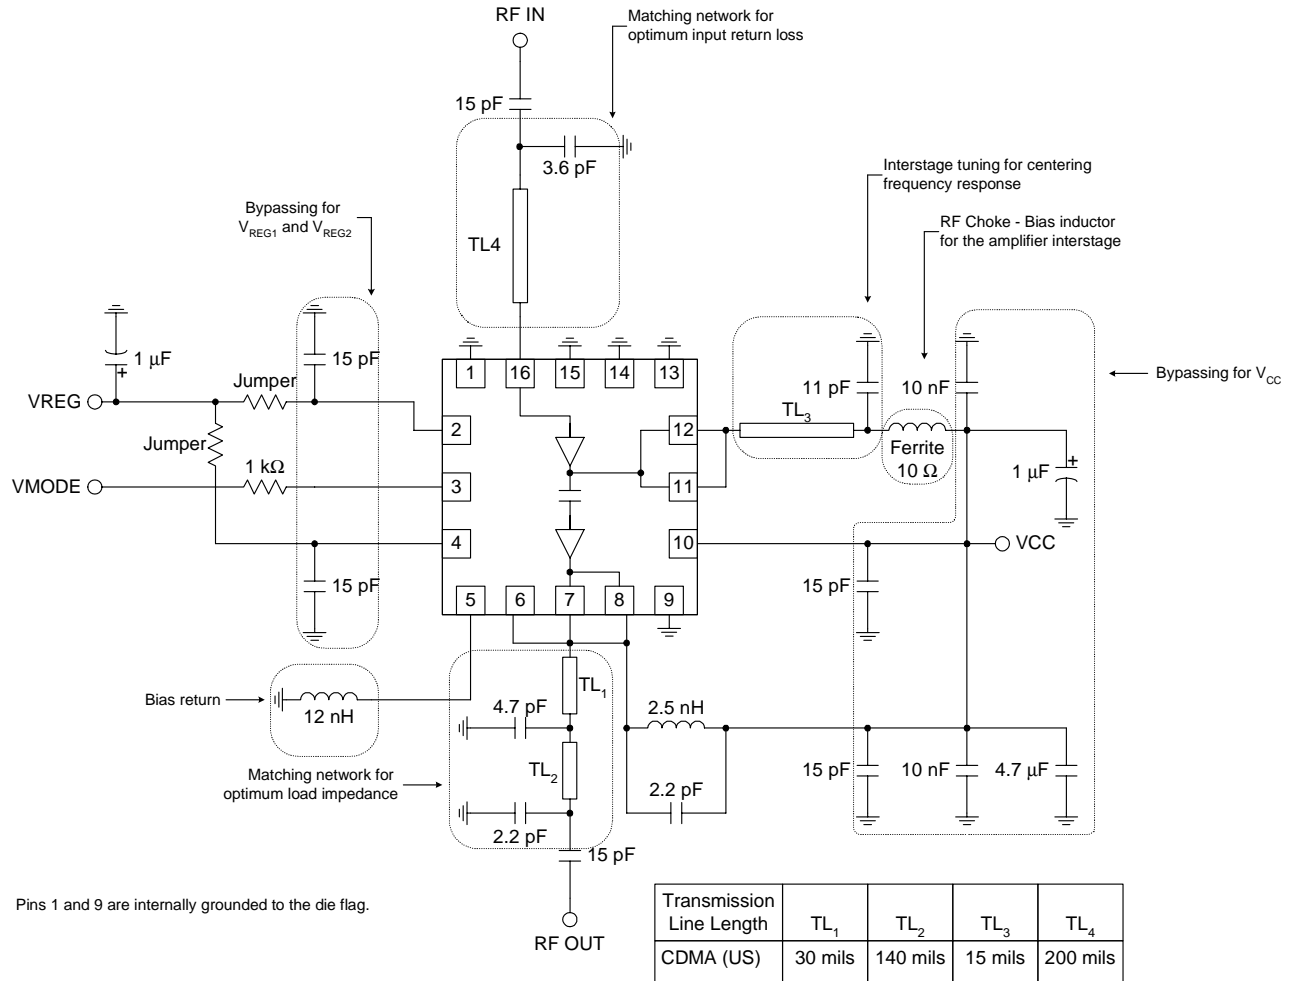 RF IN
Matching network for
optimum input return loss
15 pF
3.6 pF
Interstage tuning for centering
frequency response
Bypassing for
V_REG1 and V_REG2
RF Choke - Bias inductor
for the amplifier interstage
TL4
1 µF
+
15 pF
Jumper
VREG
Jumper
1 kΩ
VMODE
15 pF
1
16
15
14
13
2
3
4
12
11
10
5
6
7
8
9
11 pF
TL3
10 nF
Ferrite
10 Ω
+
1 µF
Bypassing for V_CC
VCC
15 pF
Bias return
12 nH
TL1
4.7 pF
2.5 nH
Matching network for
optimum load impedance
TL2
2.2 pF
2.2 pF
15 pF
10 nF
4.7 µF
15 pF
RF OUT
Pins 1 and 9 are internally grounded to the die flag.
Transmission
Line Length TL1 TL2 TL3 TL4
CDMA (US) 30 mils 140 mils 15 mils 200 mils